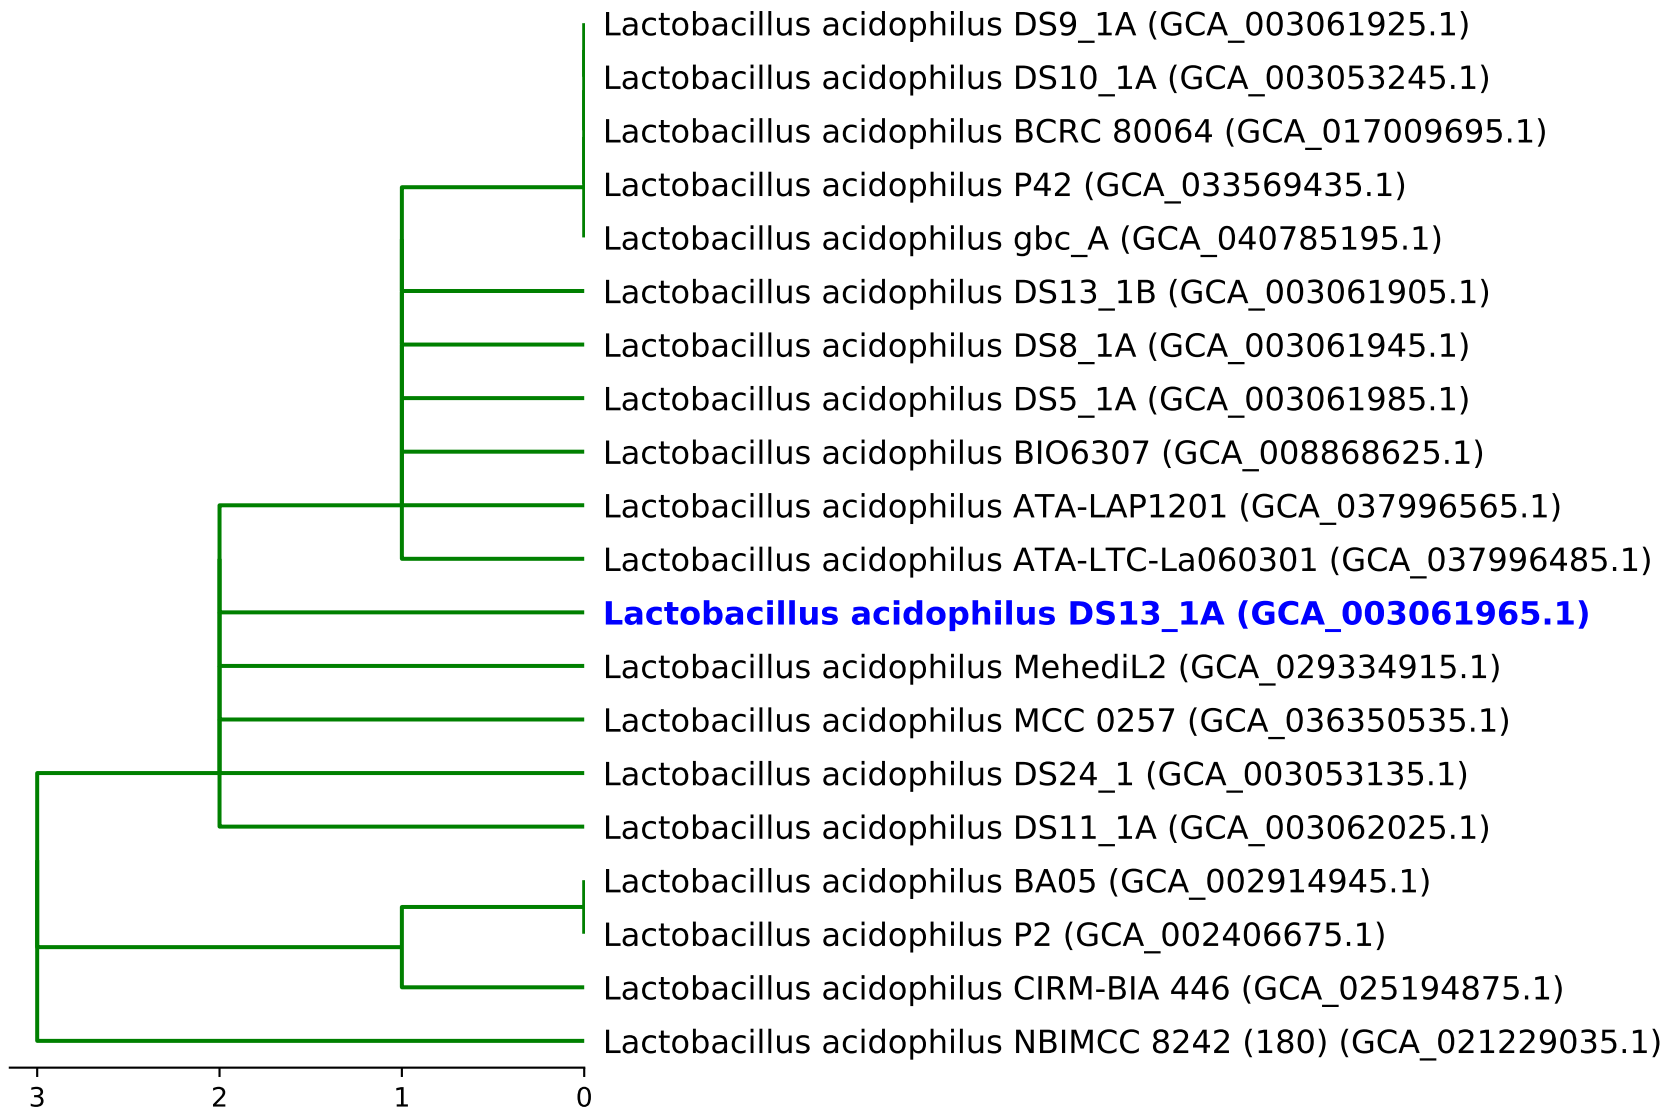 Lactobacillus acidophilus DS9_1A (GCA_003061925.1)
Lactobacillus acidophilus DS10_1A (GCA_003053245.1)
Lactobacillus acidophilus BCRC 80064 (GCA_017009695.1)
Lactobacillus acidophilus P42 (GCA_033569435.1)
Lactobacillus acidophilus gbc_A (GCA_040785195.1)
Lactobacillus acidophilus DS13_1B (GCA_003061905.1)
Lactobacillus acidophilus DS8_1A (GCA_003061945.1)
Lactobacillus acidophilus DS5_1A (GCA_003061985.1)
Lactobacillus acidophilus BIO6307 (GCA_008868625.1)
Lactobacillus acidophilus ATA-LAP1201 (GCA_037996565.1)
Lactobacillus acidophilus ATA-LTC-La060301 (GCA_037996485.1)
Lactobacillus acidophilus DS13_1A (GCA_003061965.1)
Lactobacillus acidophilus MehediL2 (GCA_029334915.1)
Lactobacillus acidophilus MCC 0257 (GCA_036350535.1)
Lactobacillus acidophilus DS24_1 (GCA_003053135.1)
Lactobacillus acidophilus DS11_1A (GCA_003062025.1)
Lactobacillus acidophilus BA05 (GCA_002914945.1)
Lactobacillus acidophilus P2 (GCA_002406675.1)
Lactobacillus acidophilus CIRM-BIA 446 (GCA_025194875.1)
Lactobacillus acidophilus NBIMCC 8242 (180) (GCA_021229035.1)
3 2 1 0